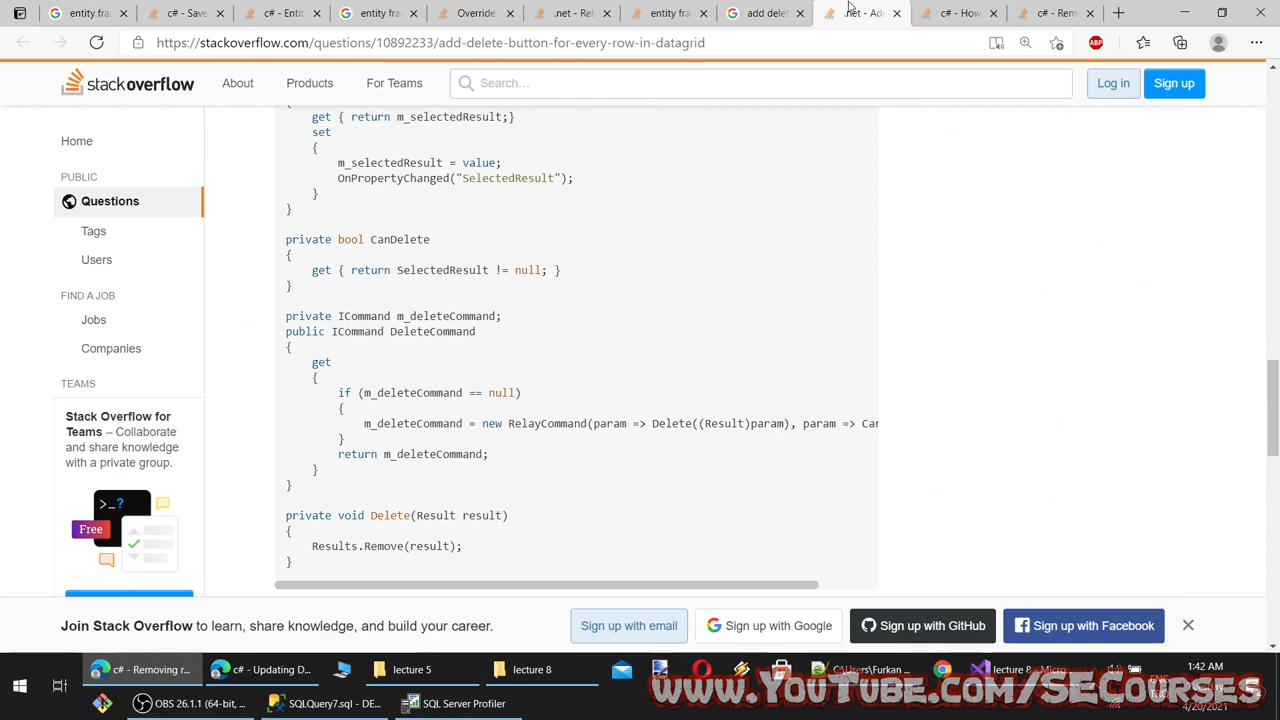 entity fra
c# - Save
c# - Entit
entity fra
Override
.net - Ret
entity fra
add delet
.net - Add
c# - How
c# - Rem
https://stackoverflow.com/questions/10892233/add-delete-button-for-every-row-in-datagrid
ABP
stackoverflow
About
Products
For Teams
Search...
Log in
Sign up
Home
PUBLIC
Questions
Tags
Users
FIND A JOB
Jobs
Companies
TEAMS
Stack Overflow for
Teams – Collaborate
and share knowledge
with a private group.
>_?
Free
{
get { return m_selectedResult;}
set
{
m_selectedResult = value;
OnPropertyChanged("SelectedResult");
}
}
private bool CanDelete
{
get { return SelectedResult != null; }
}
private ICommand m_deleteCommand;
public ICommand DeleteCommand
{
get
{
if (m_deleteCommand == null)
{
m_deleteCommand = new RelayCommand(param => Delete((Result)param), param => Can
}
return m_deleteCommand;
}
}
private void Delete(Result result)
{
Results.Remove(result);
}
Join Stack Overflow to learn, share knowledge, and build your career.
Sign up with email
Sign up with Google
Sign up with GitHub
Sign up with Facebook
c# - Removing r...
c# - Updating D...
lecture 5
lecture 8
C:\Users\Furkan ...
lecture 8 - Micro...
1:42 AM
ENG
Tuesday
4/20/2021
OBS 26.1.1 (64-bit, ...
SQLQuery7.sql - DE...
SQL Server Profiler
www.YouTube.com/SECourses